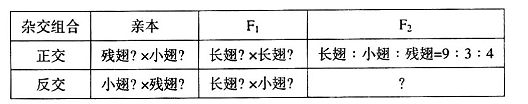 杂交组合 亲本 F₁ F₂
正交 残翅?×小翅? 长翅?×长翅? 长翅：小翅：残翅=9：3：4
反交 小翅?×残翅? 长翅?×小翅? ?